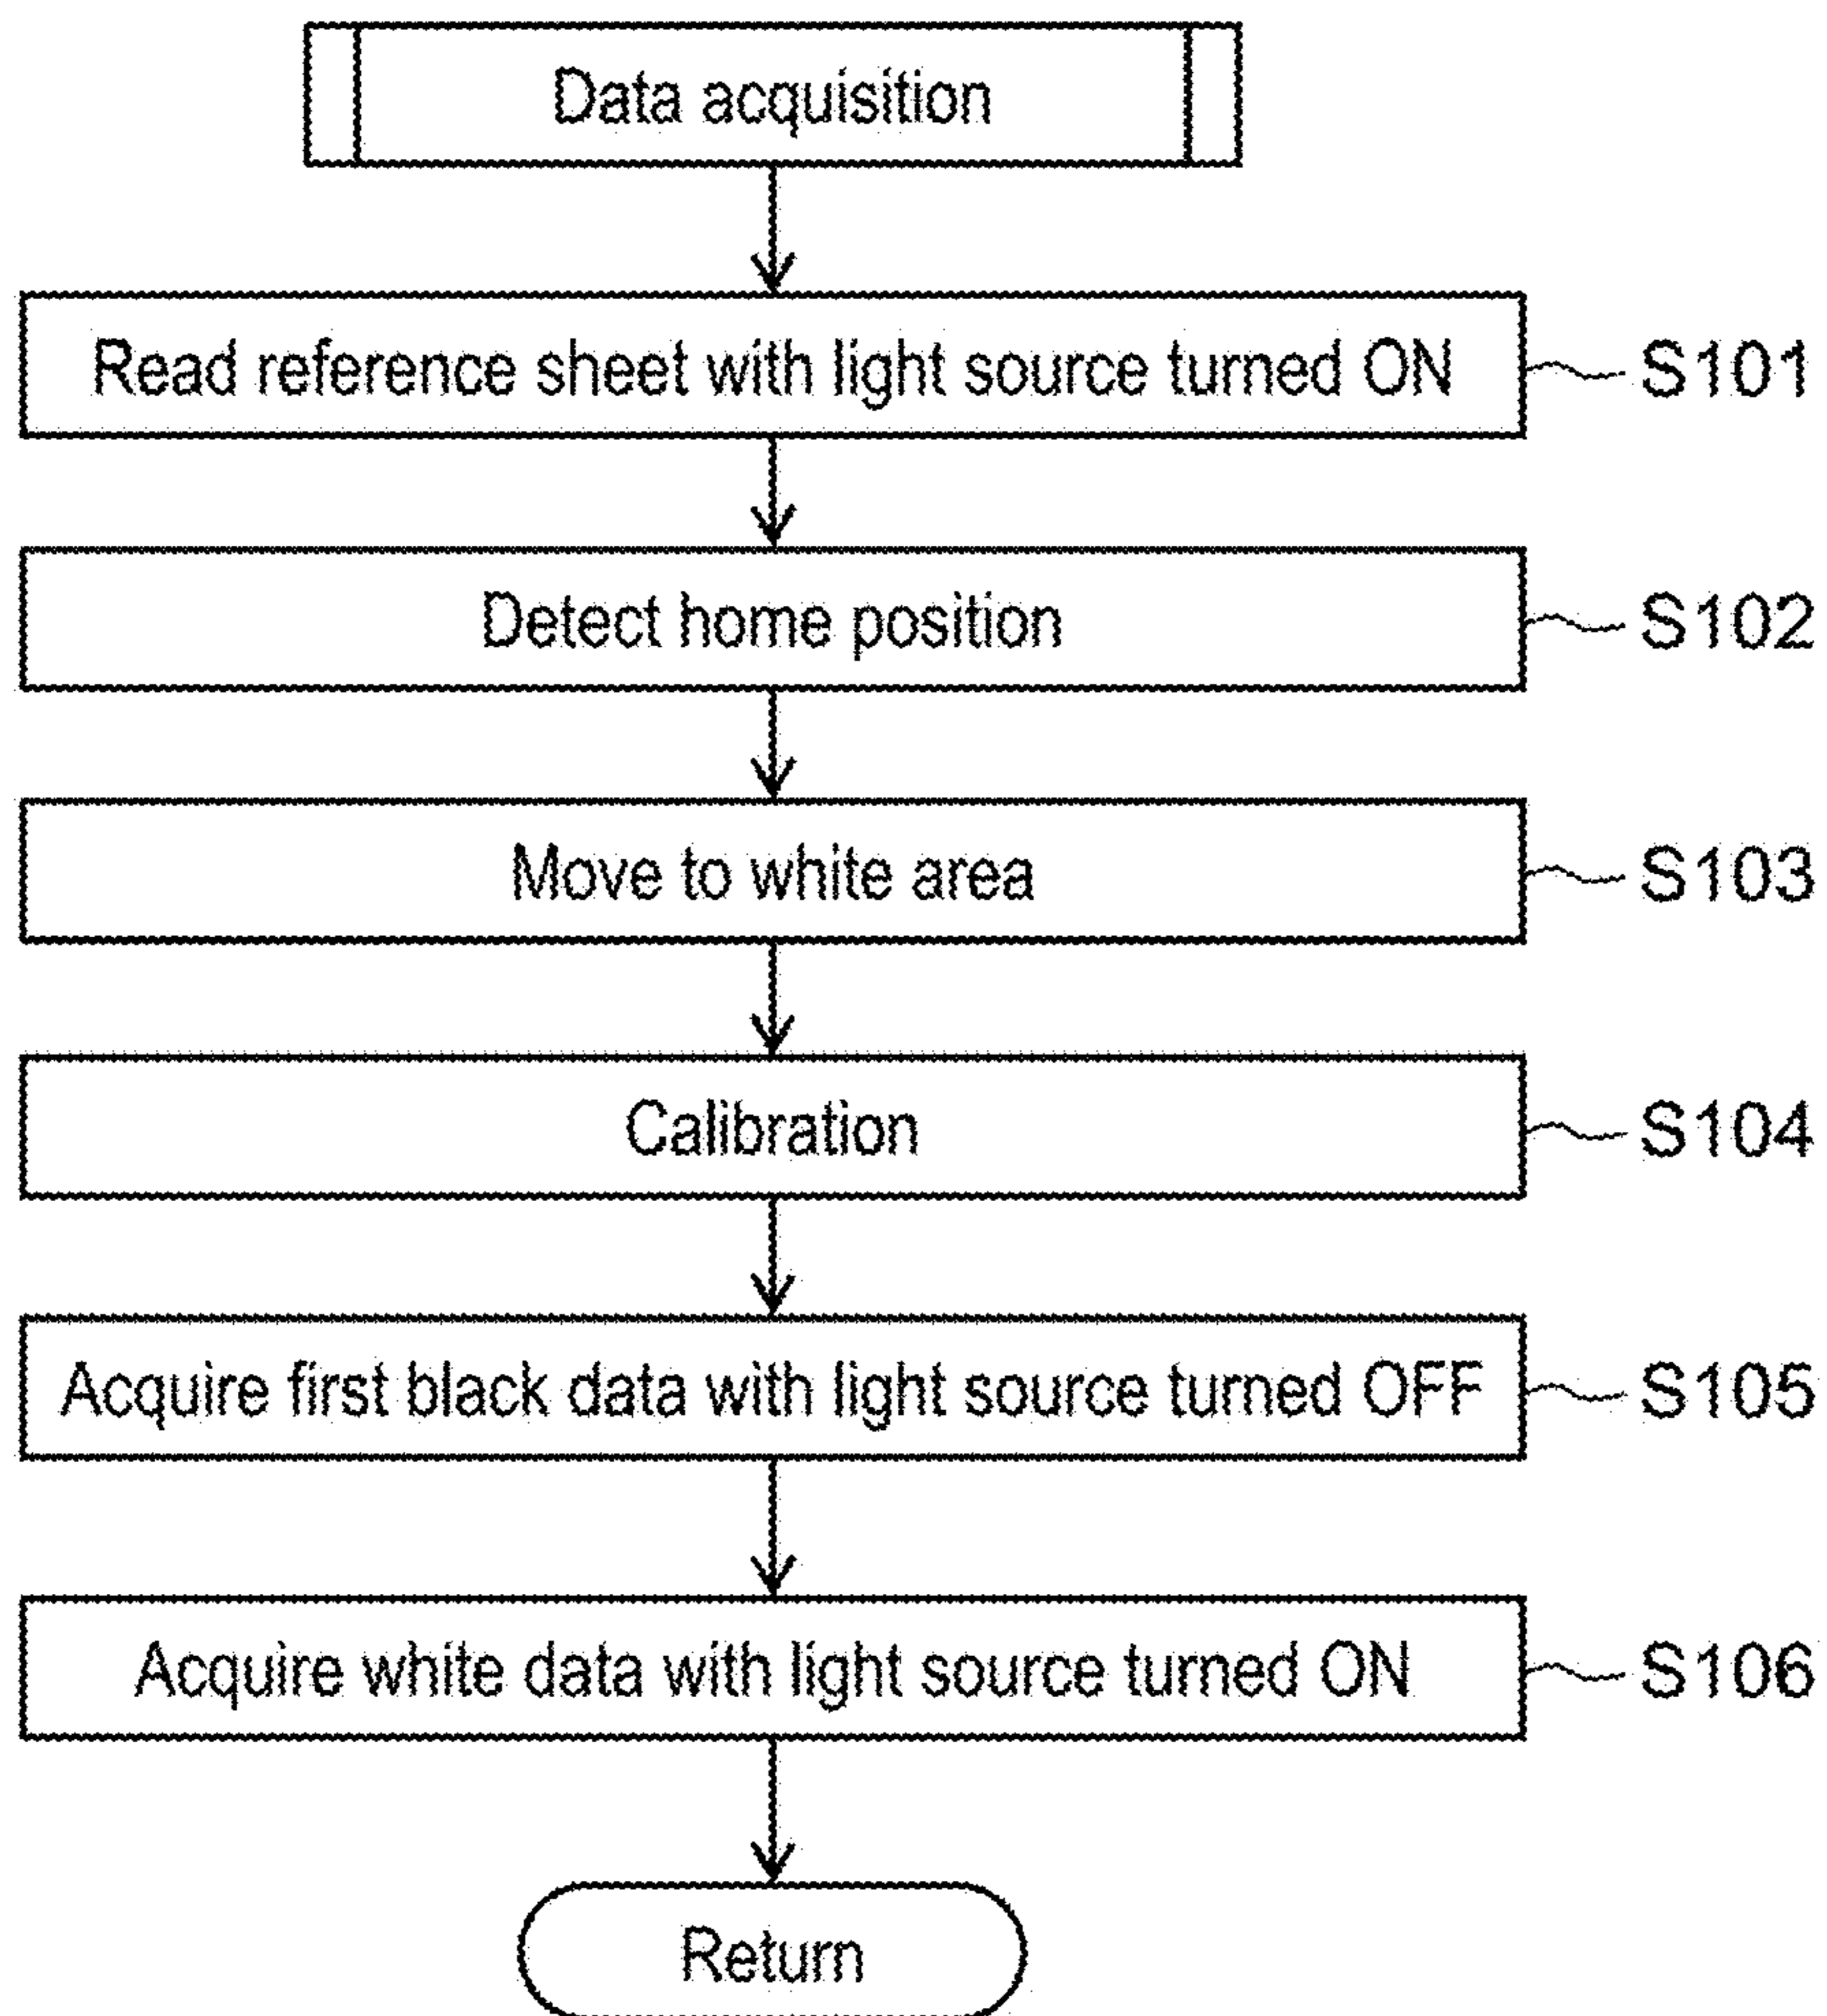 Data acquisition
Read reference sheet with light source turned ON
S101
Detect home position
S102
Move to white area
S103
Calibration
S104
Acquire first black data with light source turned OFF
S105
Acquire white data with light source turned ON
S106
Return